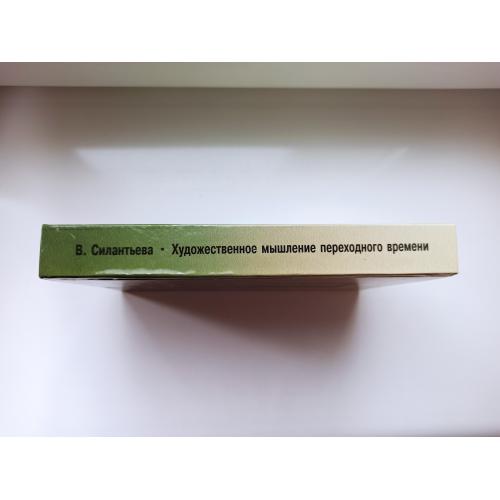 В. Силантьева • Художественное мышление переходного времени